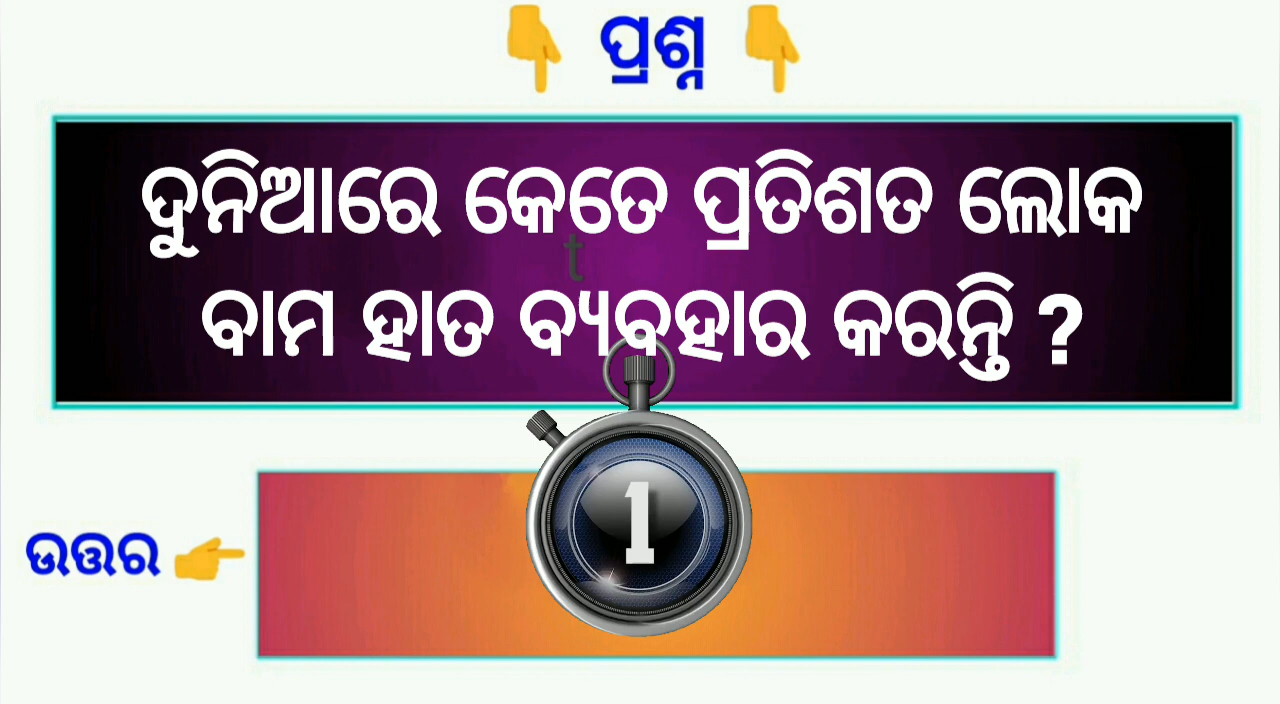 ପ୍ରଶ୍ନ
ଦୁନିଆରେ କେତେ ପ୍ରତିଶତ ଲୋକ
t
ବାମ ହାତ ବ୍ୟବହାର କରନ୍ତି ?
1
ଉତ୍ତର